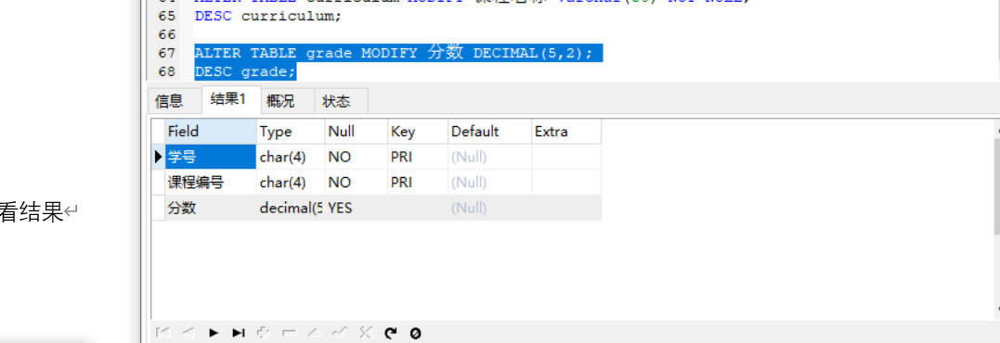 65 DESC curriculum;
66
67 ALTER TABLE grade MODIFY 分数 DECIMAL(5,2);
68 DESC grade;
信息 结果1 概况 状态
Field Type Null Key Default Extra
学号 char(4) NO PRI (Null)
课程编号 char(4) NO PRI (Null)
分数 decimal(5 YES (Null)
看结果